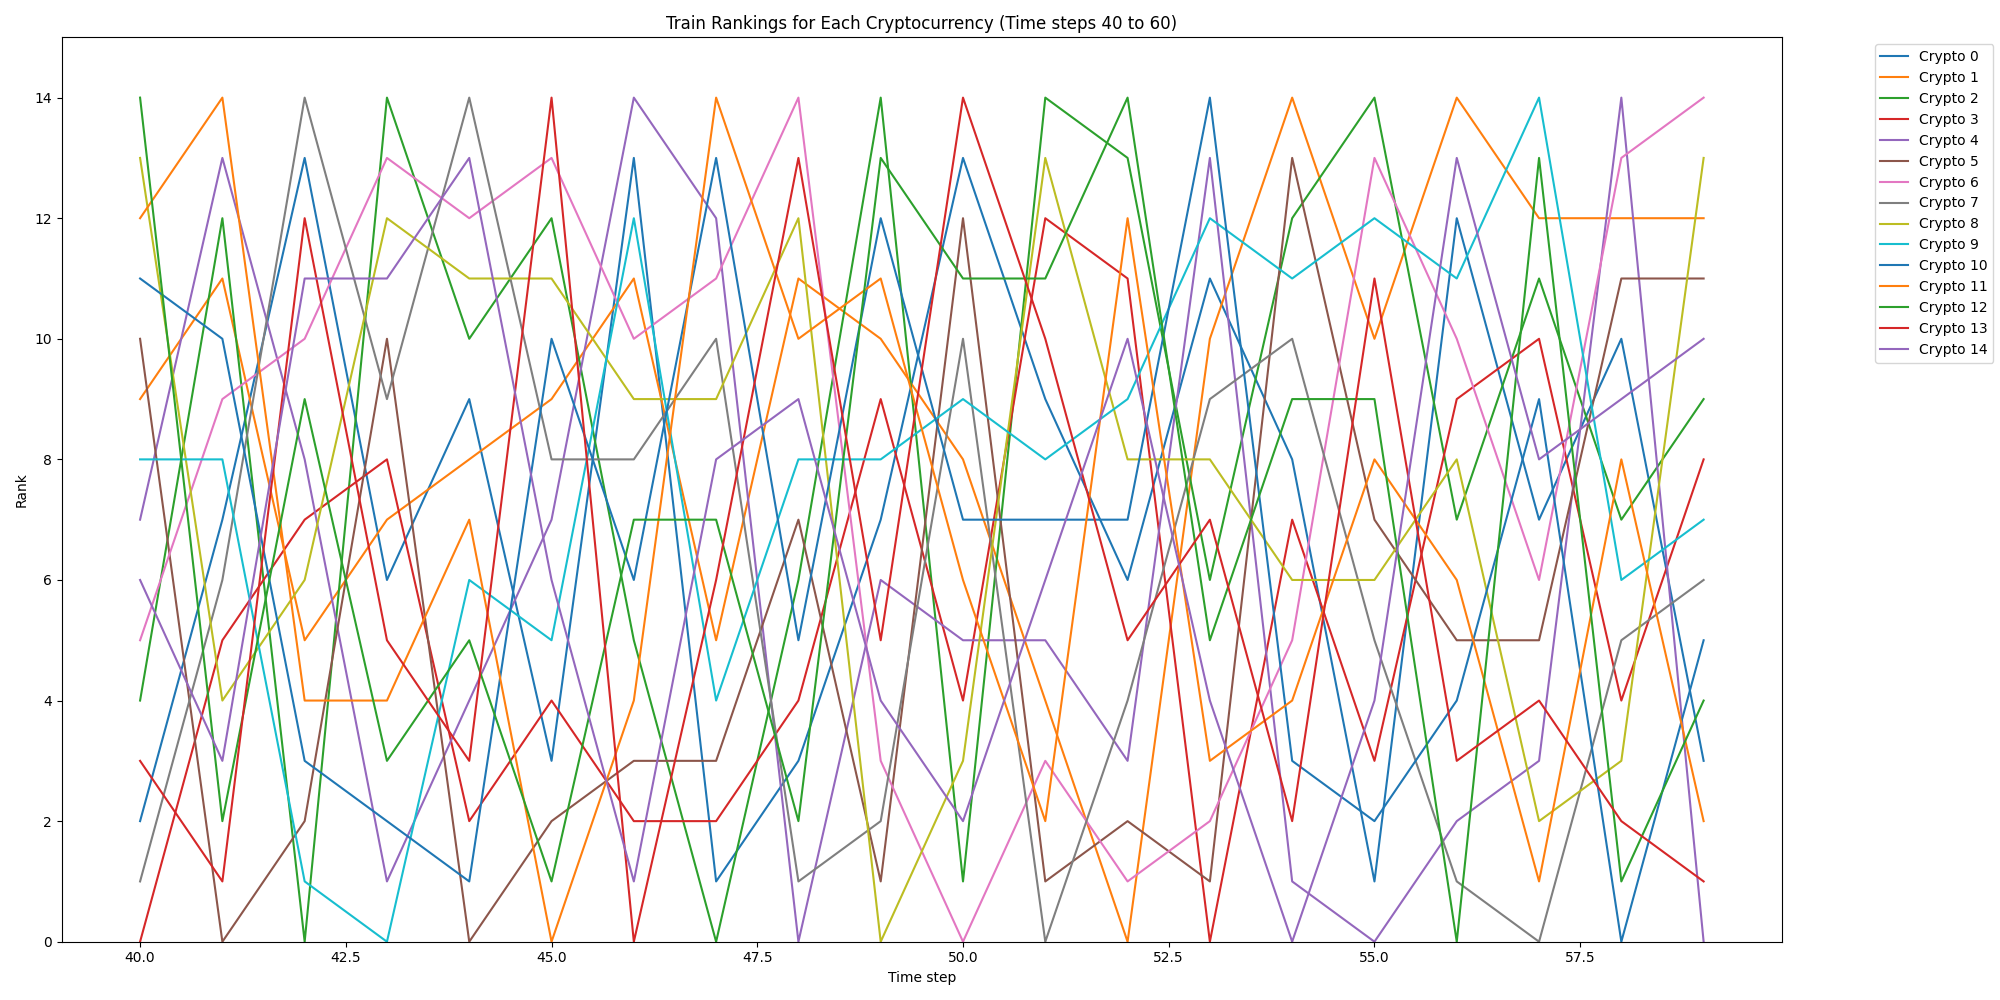 Train Rankings for Each Cryptocurrency (Time steps 40 to 60)
Crypto 0
Crypto 1
Crypto 2
Crypto 3
Crypto 4
Crypto 5
Crypto 6
Crypto 7
Crypto 8
Crypto 9
Crypto 10
Crypto 11
Crypto 12
Crypto 13
Crypto 14
Rank
14
12
10
8
6
4
2
0
40.0 42.5 45.0 47.5 50.0 52.5 55.0 57.5
Time step